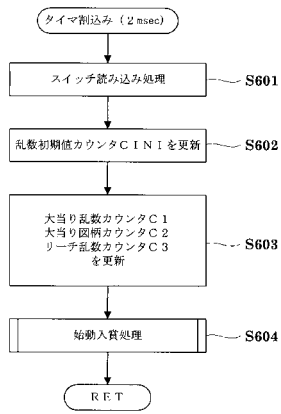 タイマ割込み（2msec）
スイッチ読み込み処理
S601
乱数初期値カウンタＣＩＮＩを更新
S602
大当り乱数カウンタＣ１
大当り図柄カウンタＣ２
リーチ乱数カウンタＣ３
を更新
S603
始動入賞処理
S604
ＲＥＴ